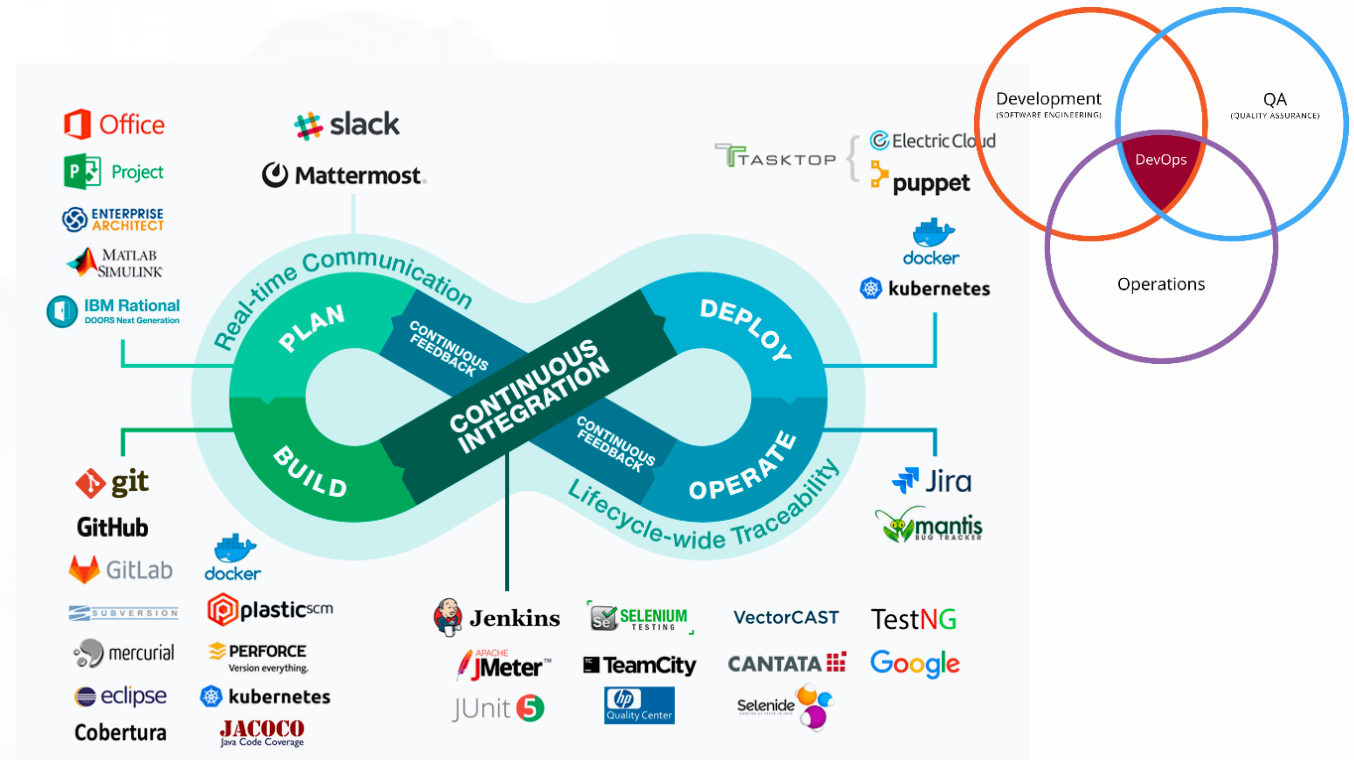 Office
Project
ENTERPRISE
ARCHITECT
MATLAB
SIMULINK
IBM Rational
DOORS Next Generation
slack
Mattermost
TASKTOP
Electric Cloud
puppet
docker
kubernetes
Development
(SOFTWARE ENGINEERING)
QA
(QUALITY ASSURANCE)
DevOps
Operations
Real-time Communication
PLAN
CONTINUOUS
FEEDBACK
CONTINUOUS
INTEGRATION
DEPLOY
BUILD
CONTINUOUS
FEEDBACK
OPERATE
Lifecycle-wide Traceability
git
GitHub
GitLab
SUBVERSION
mercurial
eclipse
Cobertura
docker
plasticscm
PERFORCE
Version everything.
kubernetes
JACOCO
Java Code Coverage
Jenkins
APACHE
JMeter™
JUnit 5
Se
SELENIUM
TESTING
TC
TeamCity
hp
Quality Center
VectorCAST
CANTATA
Selenide
TestNG
Google
Jira
mantis
BUG TRACKER